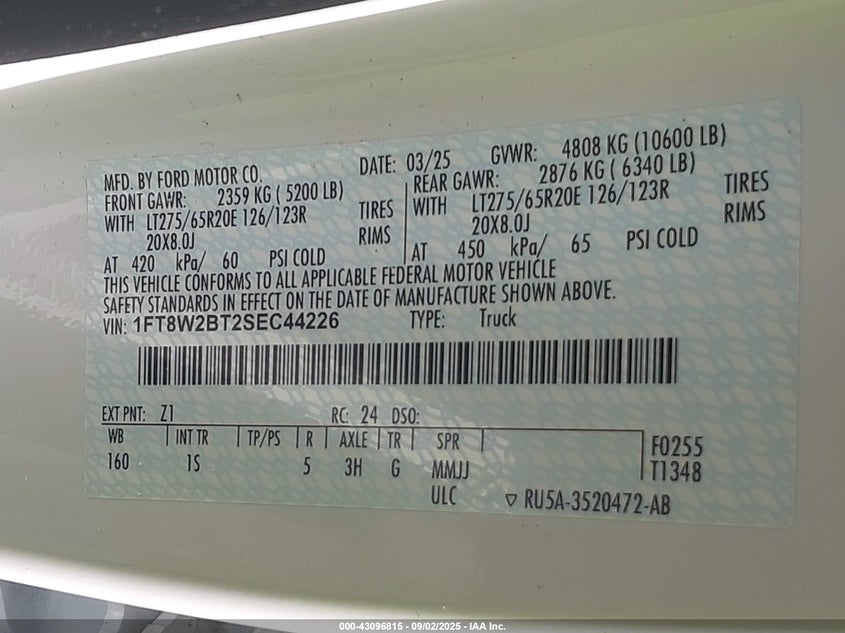 MFD. BY FORD MOTOR CO. DATE: 03/25 GVWR: 4808 KG (10600 LB)
FRONT GAWR: 2359 KG ( 5200 LB) REAR GAWR: 2876 KG ( 6340 LB)
WITH LT275/65R20E 126/123R TIRES WITH LT275/65R20E 126/123R TIRES
20X8.0J RIMS 20X8.0J RIMS
AT 420 kPa/ 60 PSI COLD AT 450 kPa/ 65 PSI COLD
THIS VEHICLE CONFORMS TO ALL APPLICABLE FEDERAL MOTOR VEHICLE
SAFETY STANDARDS IN EFFECT ON THE DATE OF MANUFACTURE SHOWN ABOVE.
VIN: 1FT8W2BT2SEC44226 TYPE: Truck
EXT PNT: Z1 RC: 24 DSO:
WB INT TR TP/PS R AXLE TR SPR F0255
160 1S 5 3H G MMJJ T1348
ULC ▽ RU5A-3520472-AB
000-43096815 - 09/02/2025 - IAA Inc.